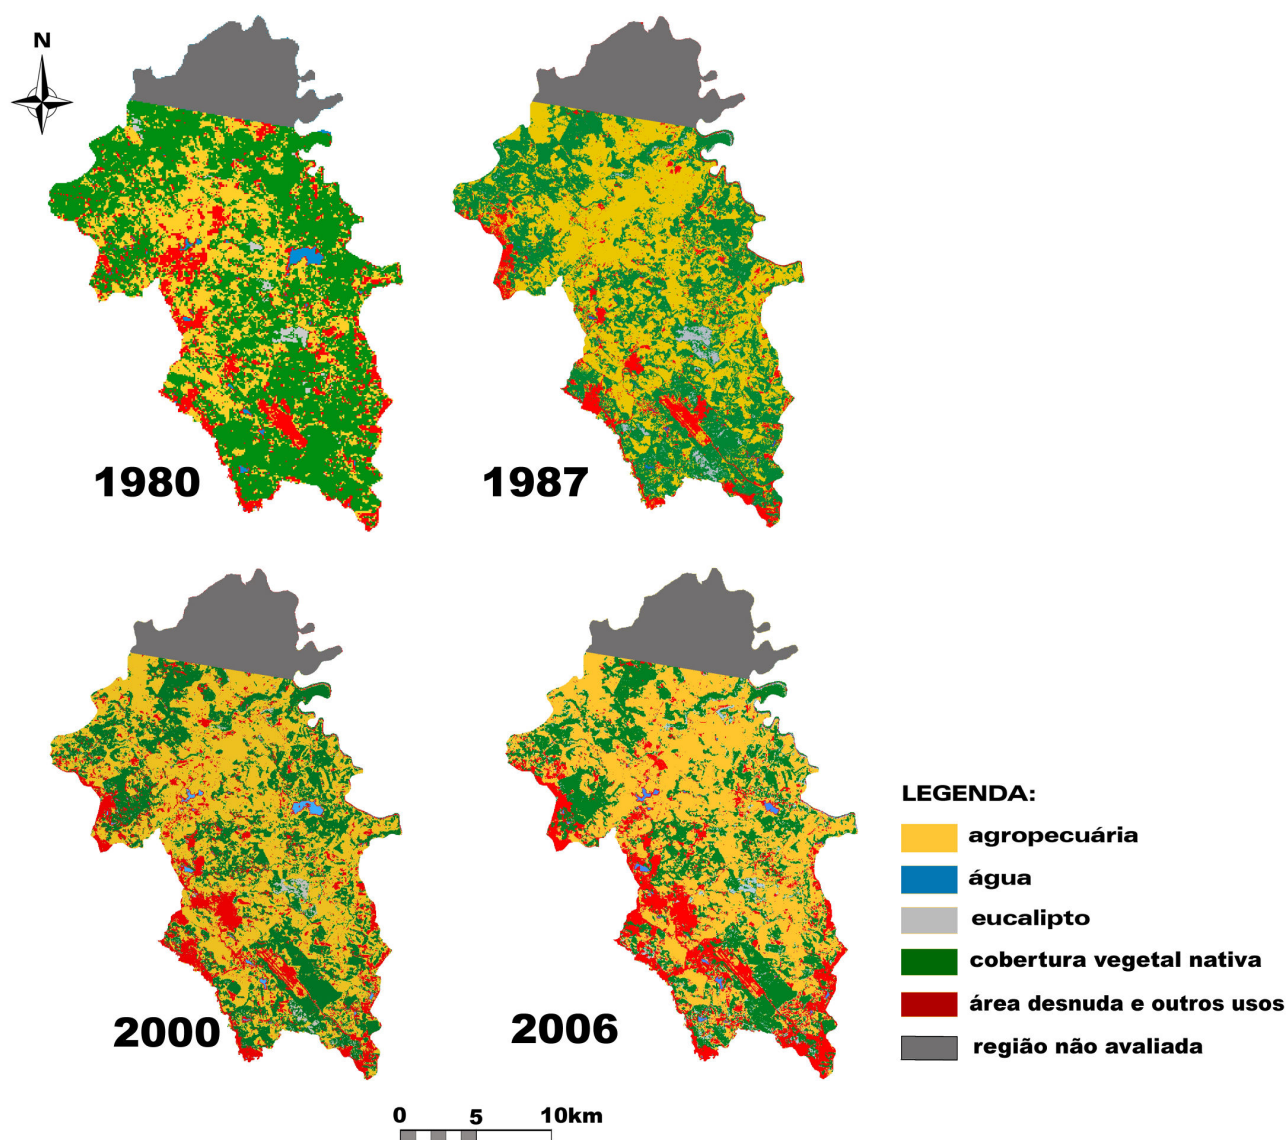 N
1980
1987
2000
2006
LEGENDA:
agropecuária
água
eucalipto
cobertura vegetal nativa
área desnuda e outros usos
região não avaliada
0 5 10km